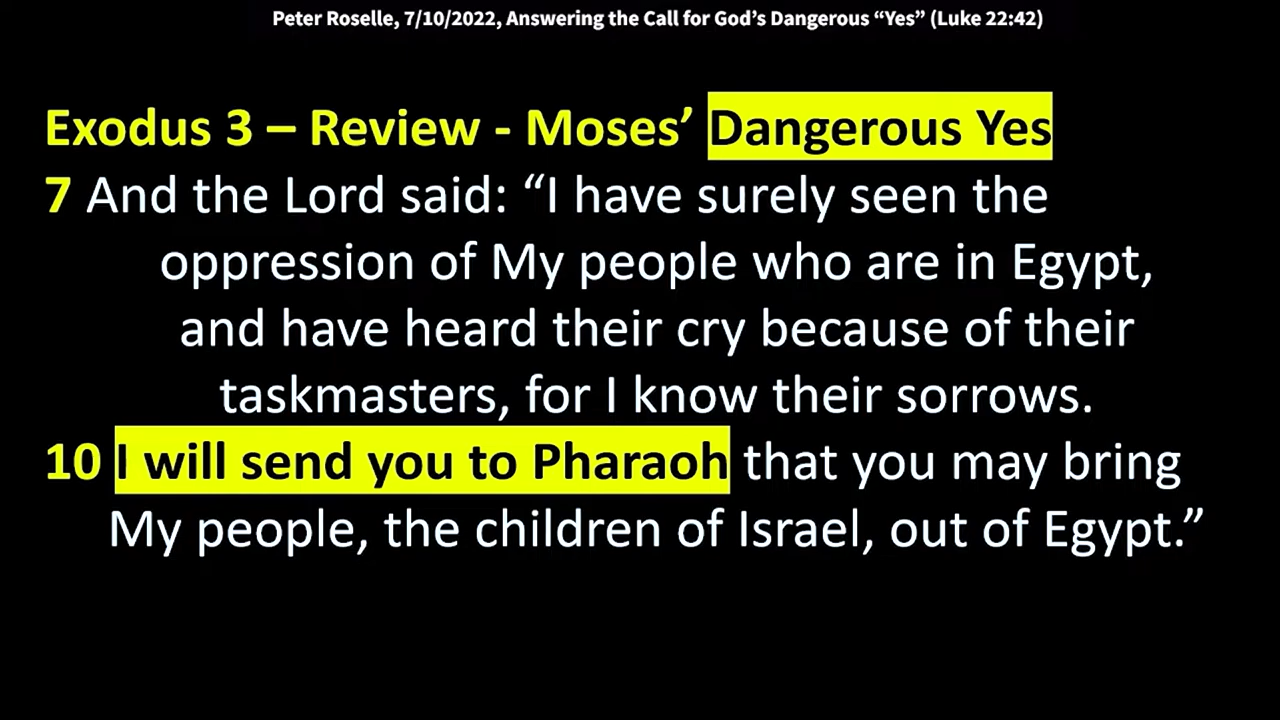 Peter Roselle, 7/10/2022, Answering the Call for God’s Dangerous “Yes” (Luke 22:42)
Exodus 3 – Review - Moses’ Dangerous Yes
7 And the Lord said: “I have surely seen the
oppression of My people who are in Egypt,
and have heard their cry because of their
taskmasters, for I know their sorrows.
10 I will send you to Pharaoh that you may bring
My people, the children of Israel, out of Egypt.”